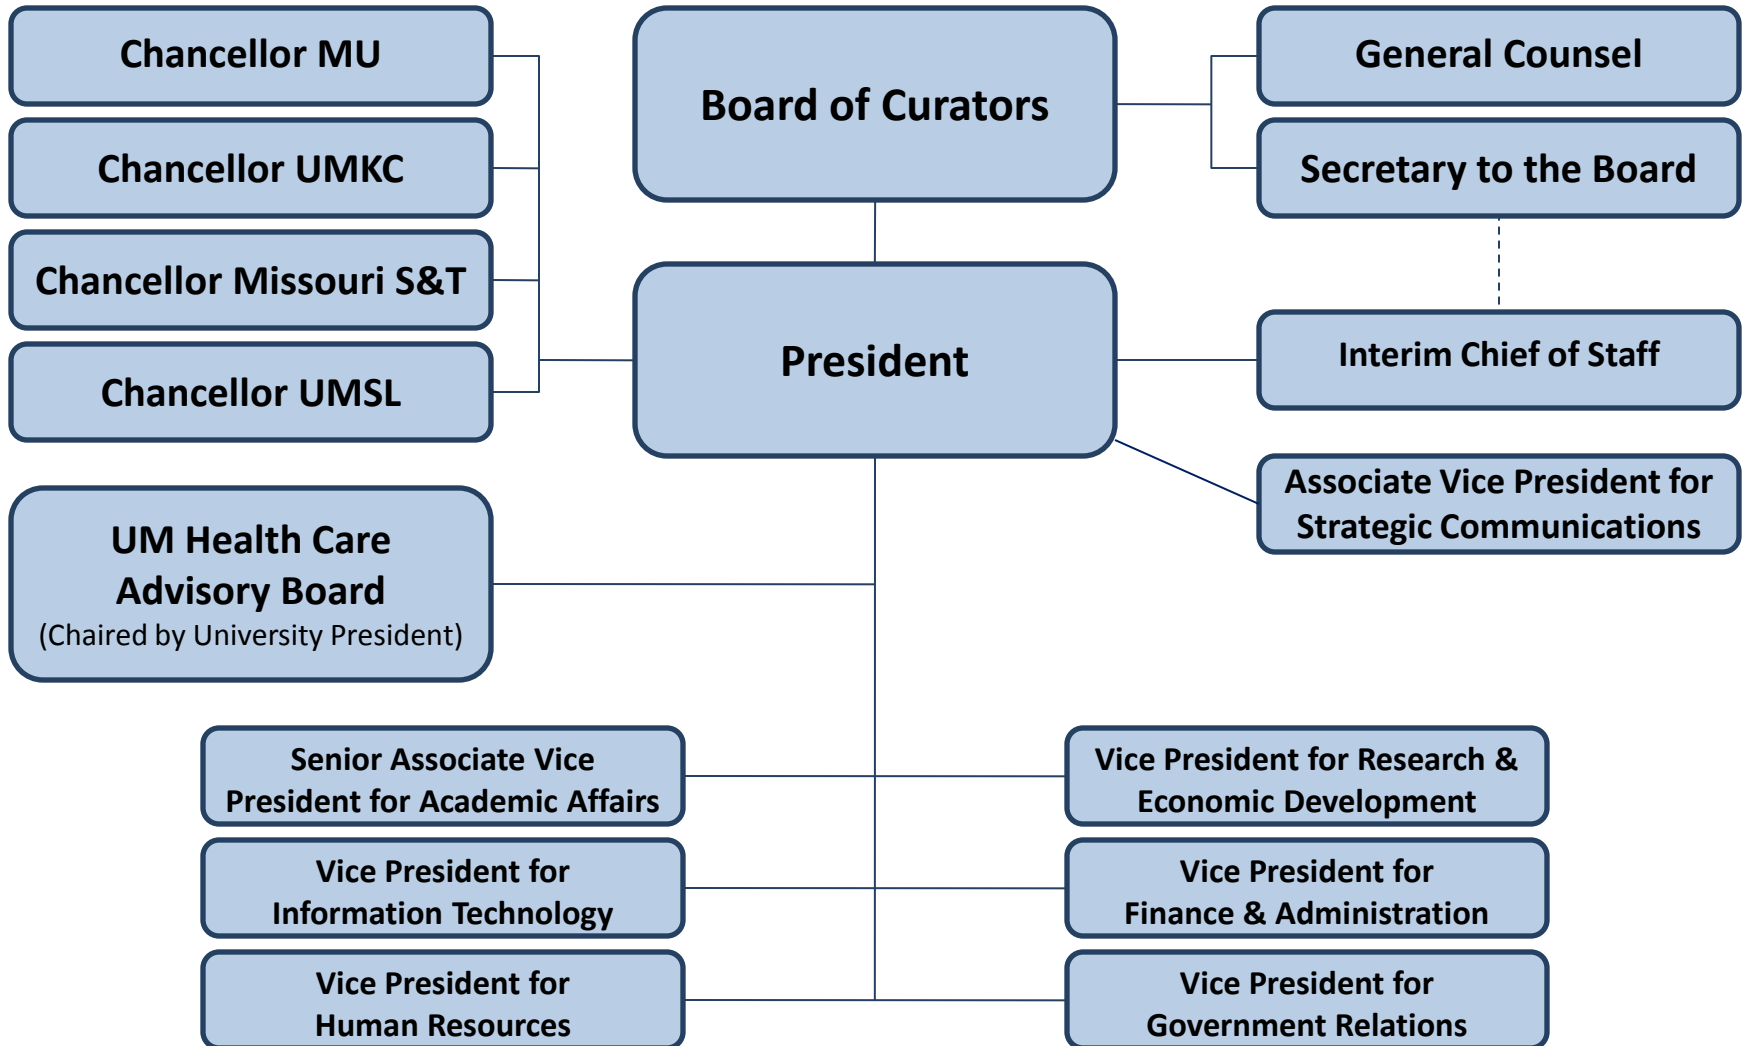 Chancellor MU
Chancellor UMKC
Chancellor Missouri S&T
Chancellor UMSL
Board of Curators
President
General Counsel
Secretary to the Board
Interim Chief of Staff
Associate Vice President for
Strategic Communications
UM Health Care
Advisory Board
(Chaired by University President)
Senior Associate Vice
President for Academic Affairs
Vice President for
Information Technology
Vice President for
Human Resources
Vice President for Research &
Economic Development
Vice President for
Finance & Administration
Vice President for
Government Relations